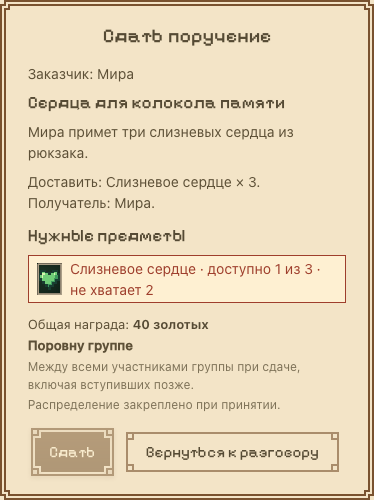 Сдать поручение
Заказчик: Мира
Сердца для колокола памяти
Мира примет три слизневых сердца из
рюкзака.
Доставить: Слизневое сердце × 3.
Получатель: Мира.
Нужные предметы
Слизневое сердце · доступно 1 из 3 ·
не хватает 2
Общая награда: 40 золотых
Поровну группе
Между всеми участниками группы при сдаче,
включая вступивших позже.
Распределение закреплено при принятии.
Сдать
Вернуться к разговору